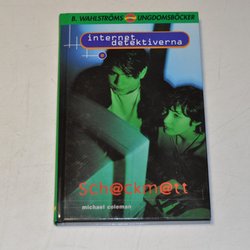 B. WAHLSTRÖMS UNGDOMSBÖCKER
internet
detektiverna
Sch@ckm@tt
michael coleman